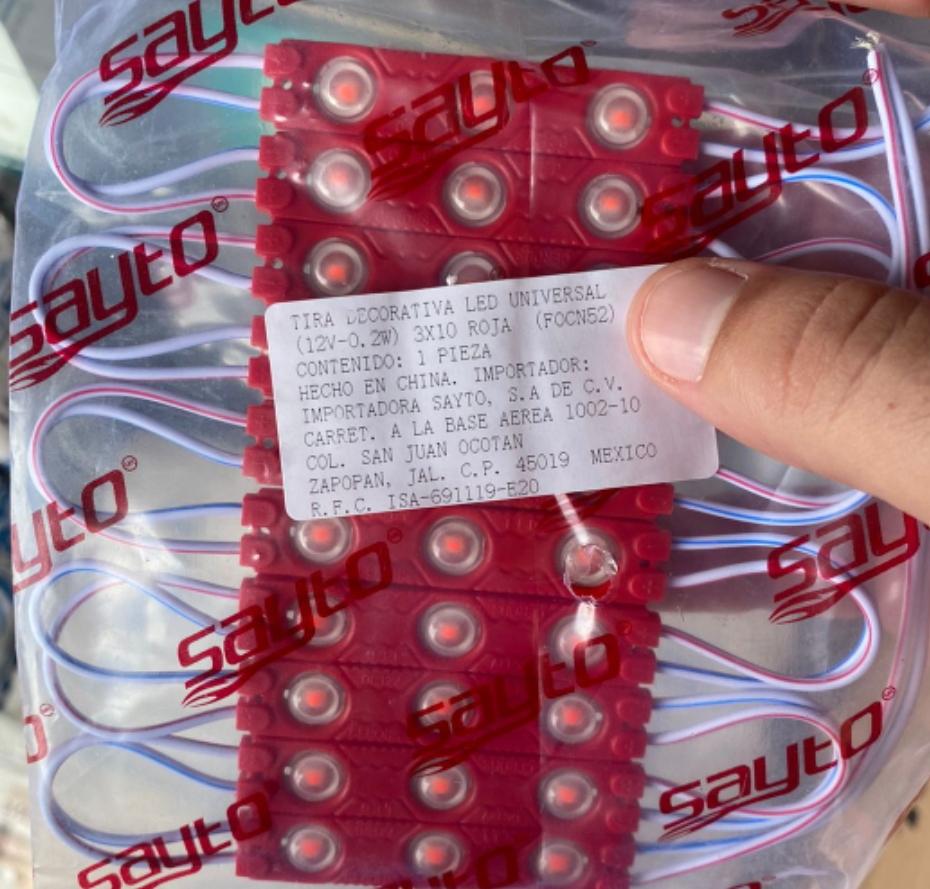 sayto
sayto
sayto
sayto
sayto
TIRA DECORATIVA LED UNIVERSAL
(12V-0.2W) 3X10 ROJA (FOCN52)
CONTENIDO: 1 PIEZA
HECHO EN CHINA. IMPORTADOR:
IMPORTADORA SAYTO, S.A DE C.V.
CARRET. A LA BASE AEREA 1002-10
COL. SAN JUAN OCOTAN
ZAPOPAN, JAL. C.P. 45019 MEXICO
R.F.C. ISA-691119-E20
sayto
sayto
sayto
sayto
sayto